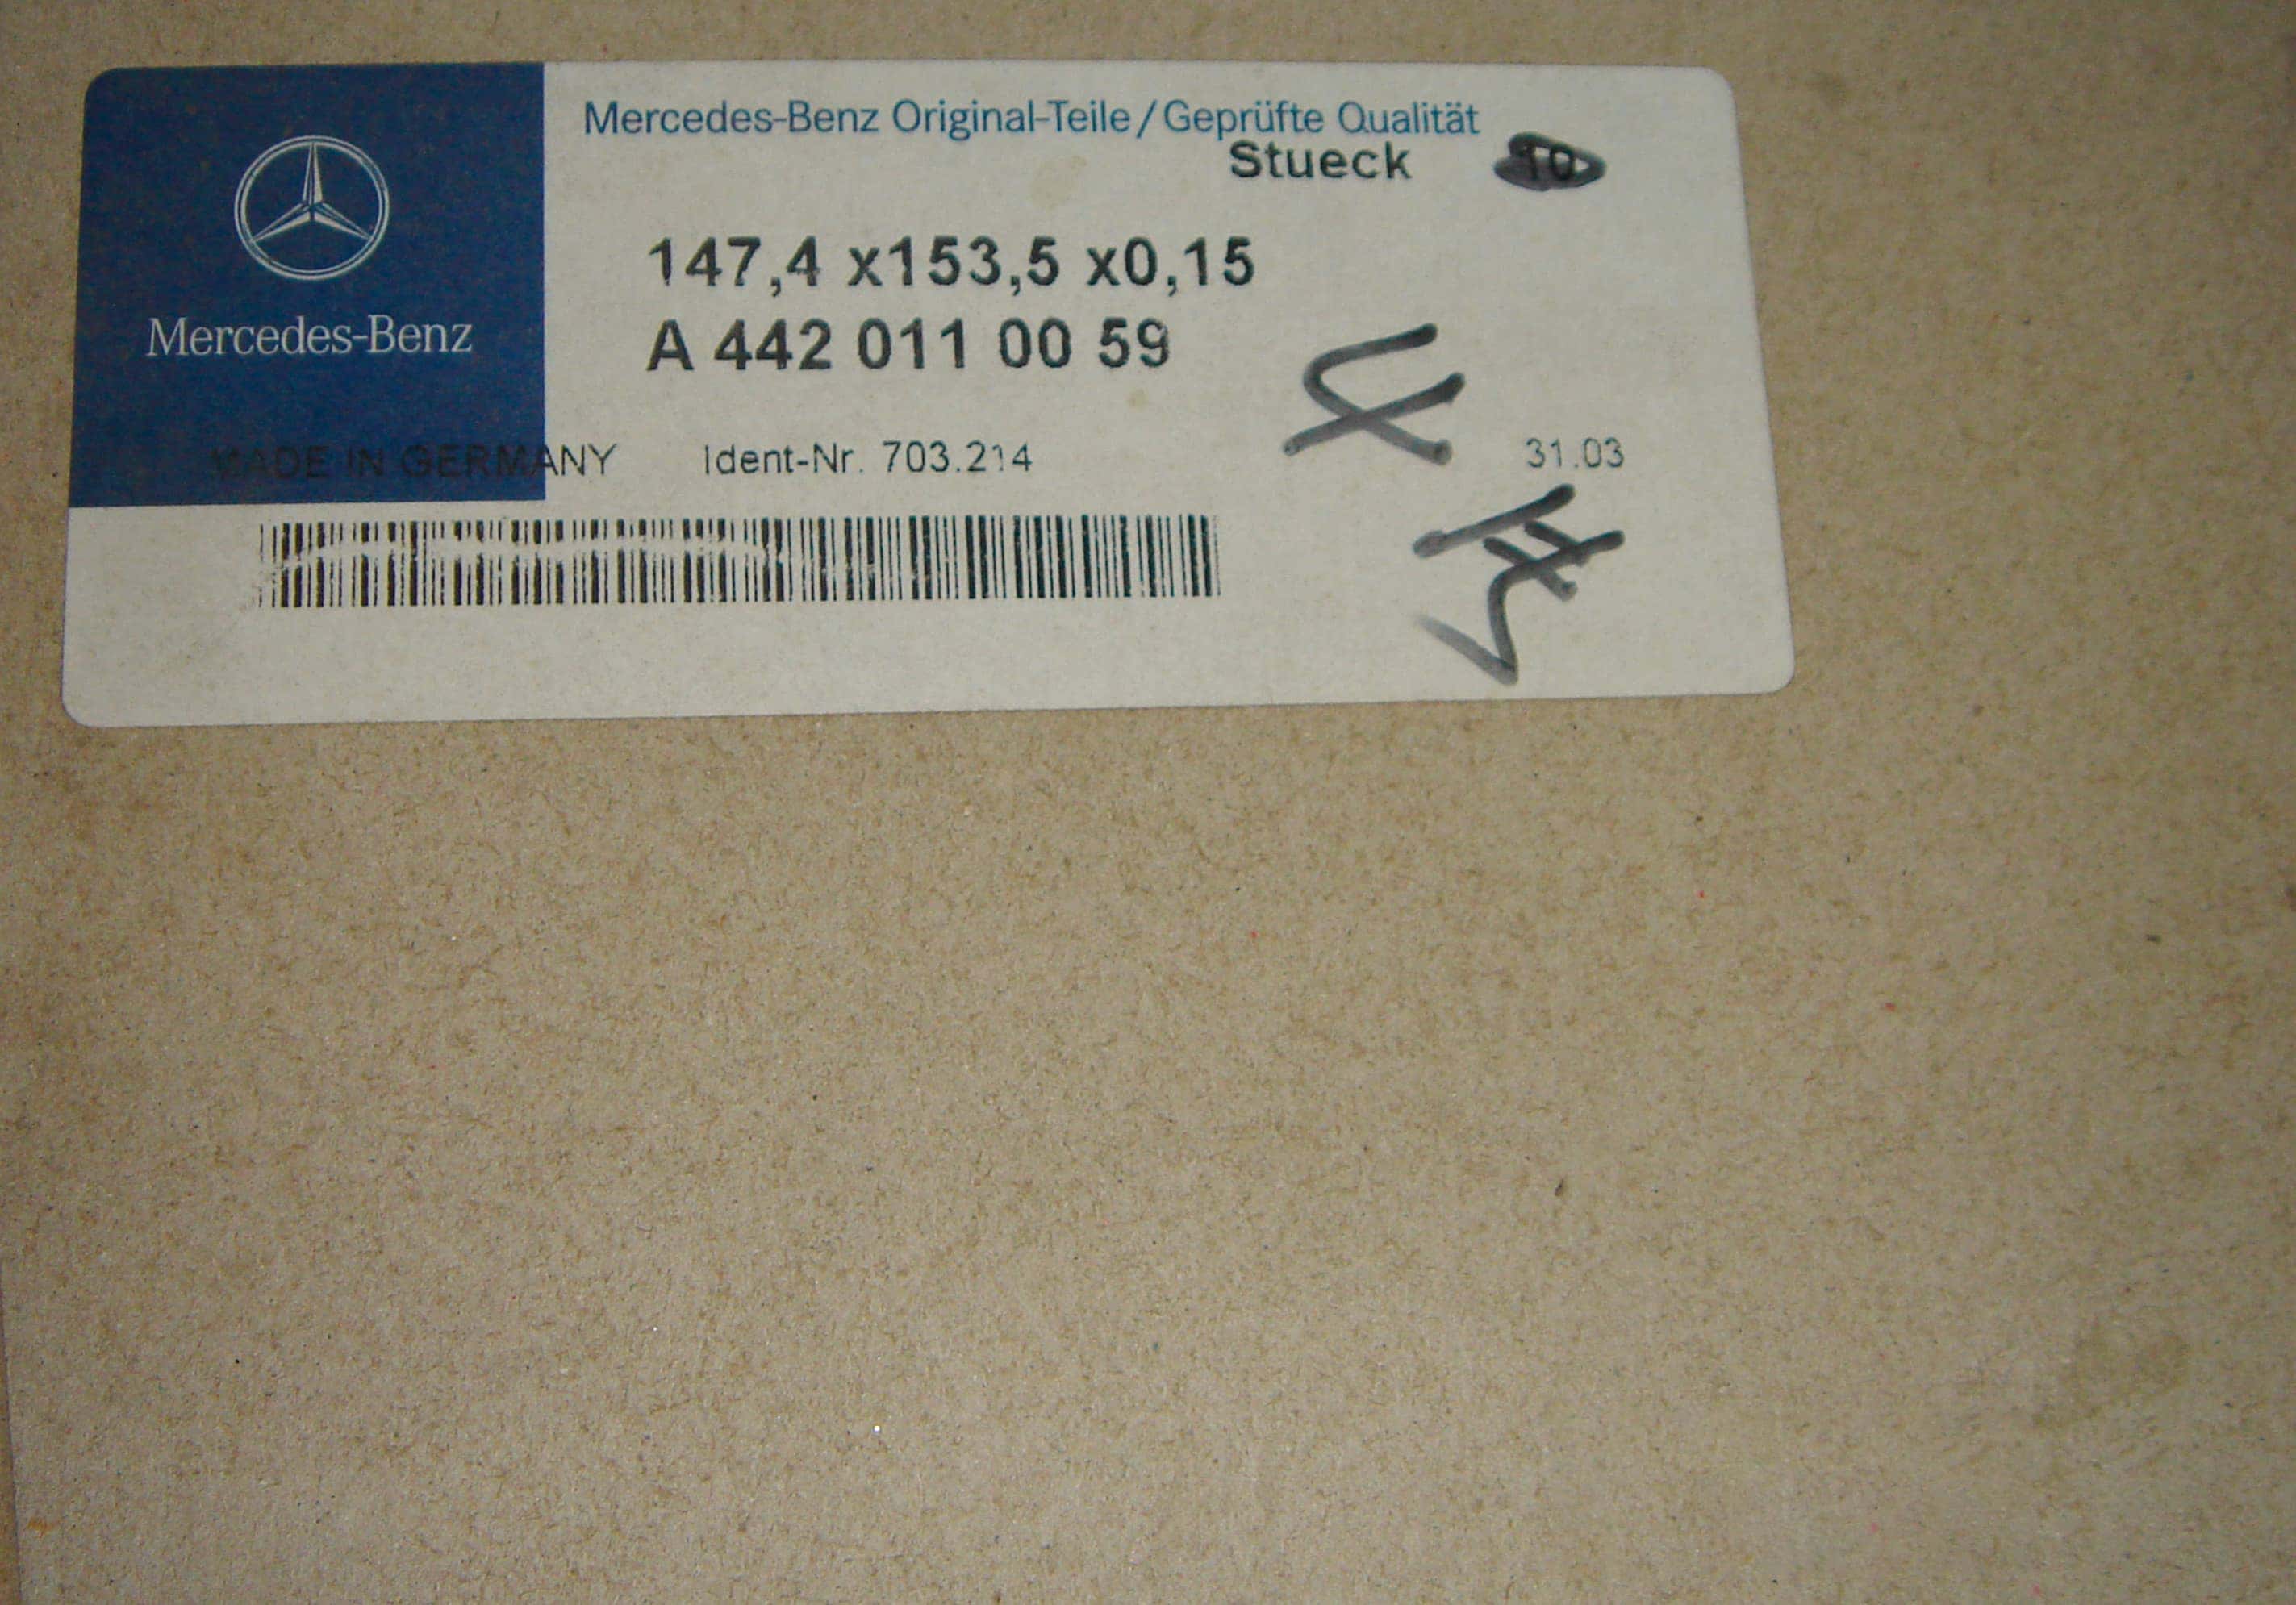 Mercedes-Benz Original-Teile/Geprüfte Qualität
Stueck 10
147,4 x153,5 x0,15
A 442 011 00 59
Mercedes-Benz
MADE IN GERMANY Ident-Nr. 703.214 31.03